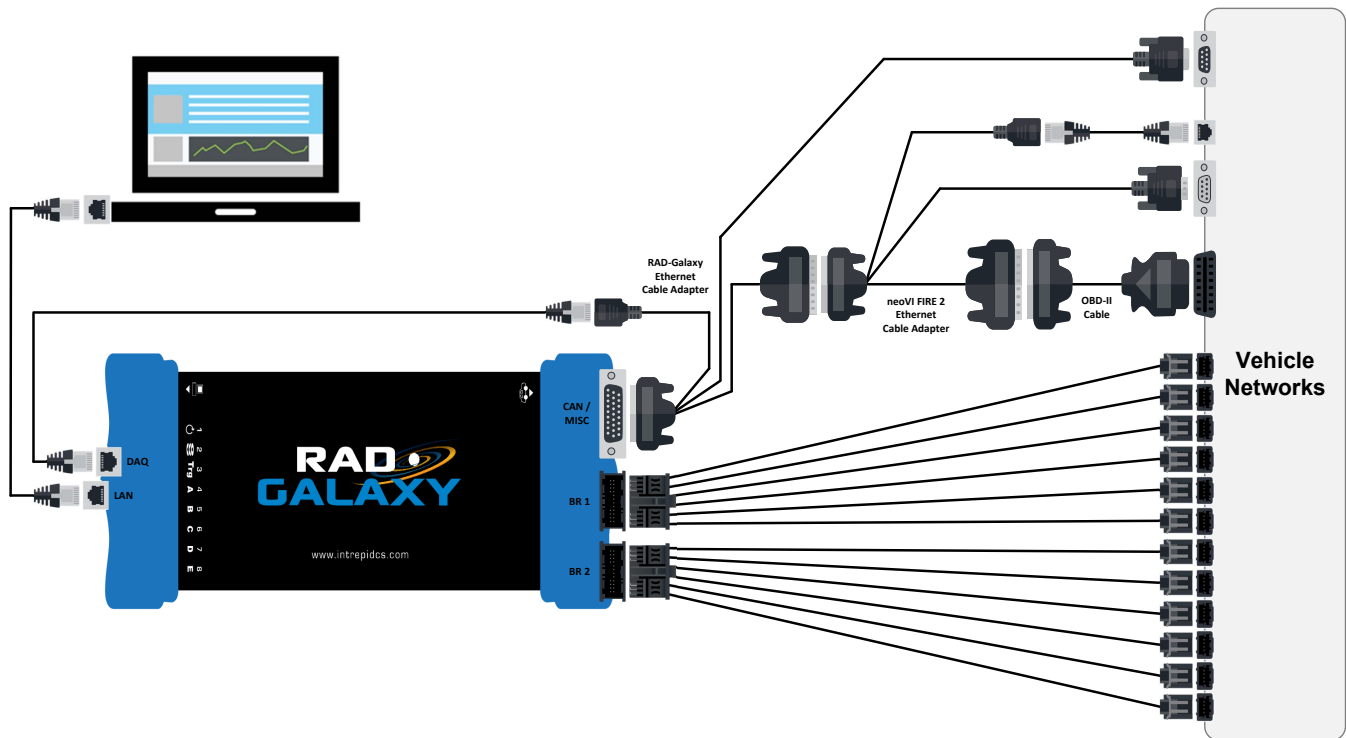 RAD-Galaxy
Ethernet
Cable Adapter
neoVI FIRE 2
Ethernet
Cable Adapter
OBD-II
Cable
Vehicle
Networks
CAN /
MISC
DAQ
LAN
1
2
Trg 3
A 4
B 5
C 6
D 7
E 8
RAD
GALAXY
www.intrepidcs.com
BR 1
BR 2